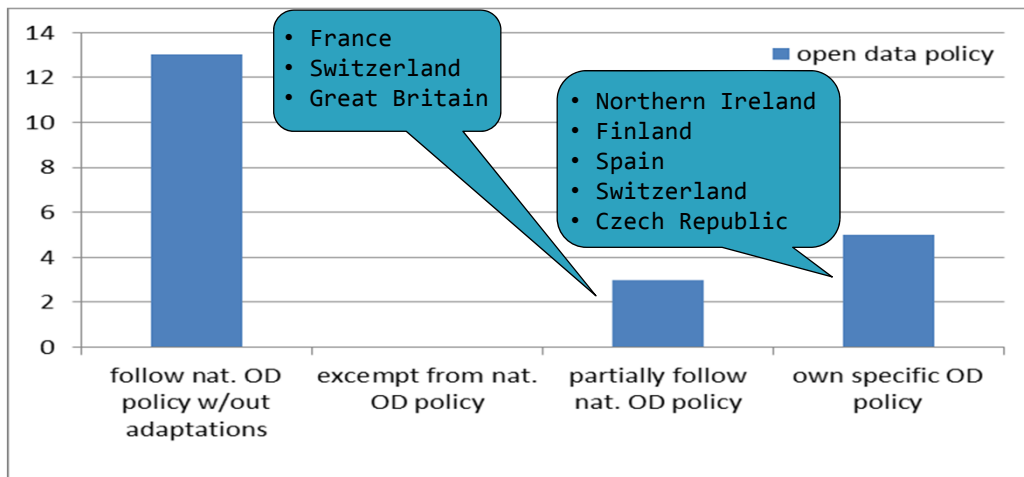 14
12
10
8
6
4
2
0
• France
• Switzerland
• Great Britain
open data policy
• Northern Ireland
• Finland
• Spain
• Switzerland
• Czech Republic
follow nat. OD
policy w/out
adaptations
excempt from nat.
OD policy
partially follow
nat. OD policy
own specific OD
policy